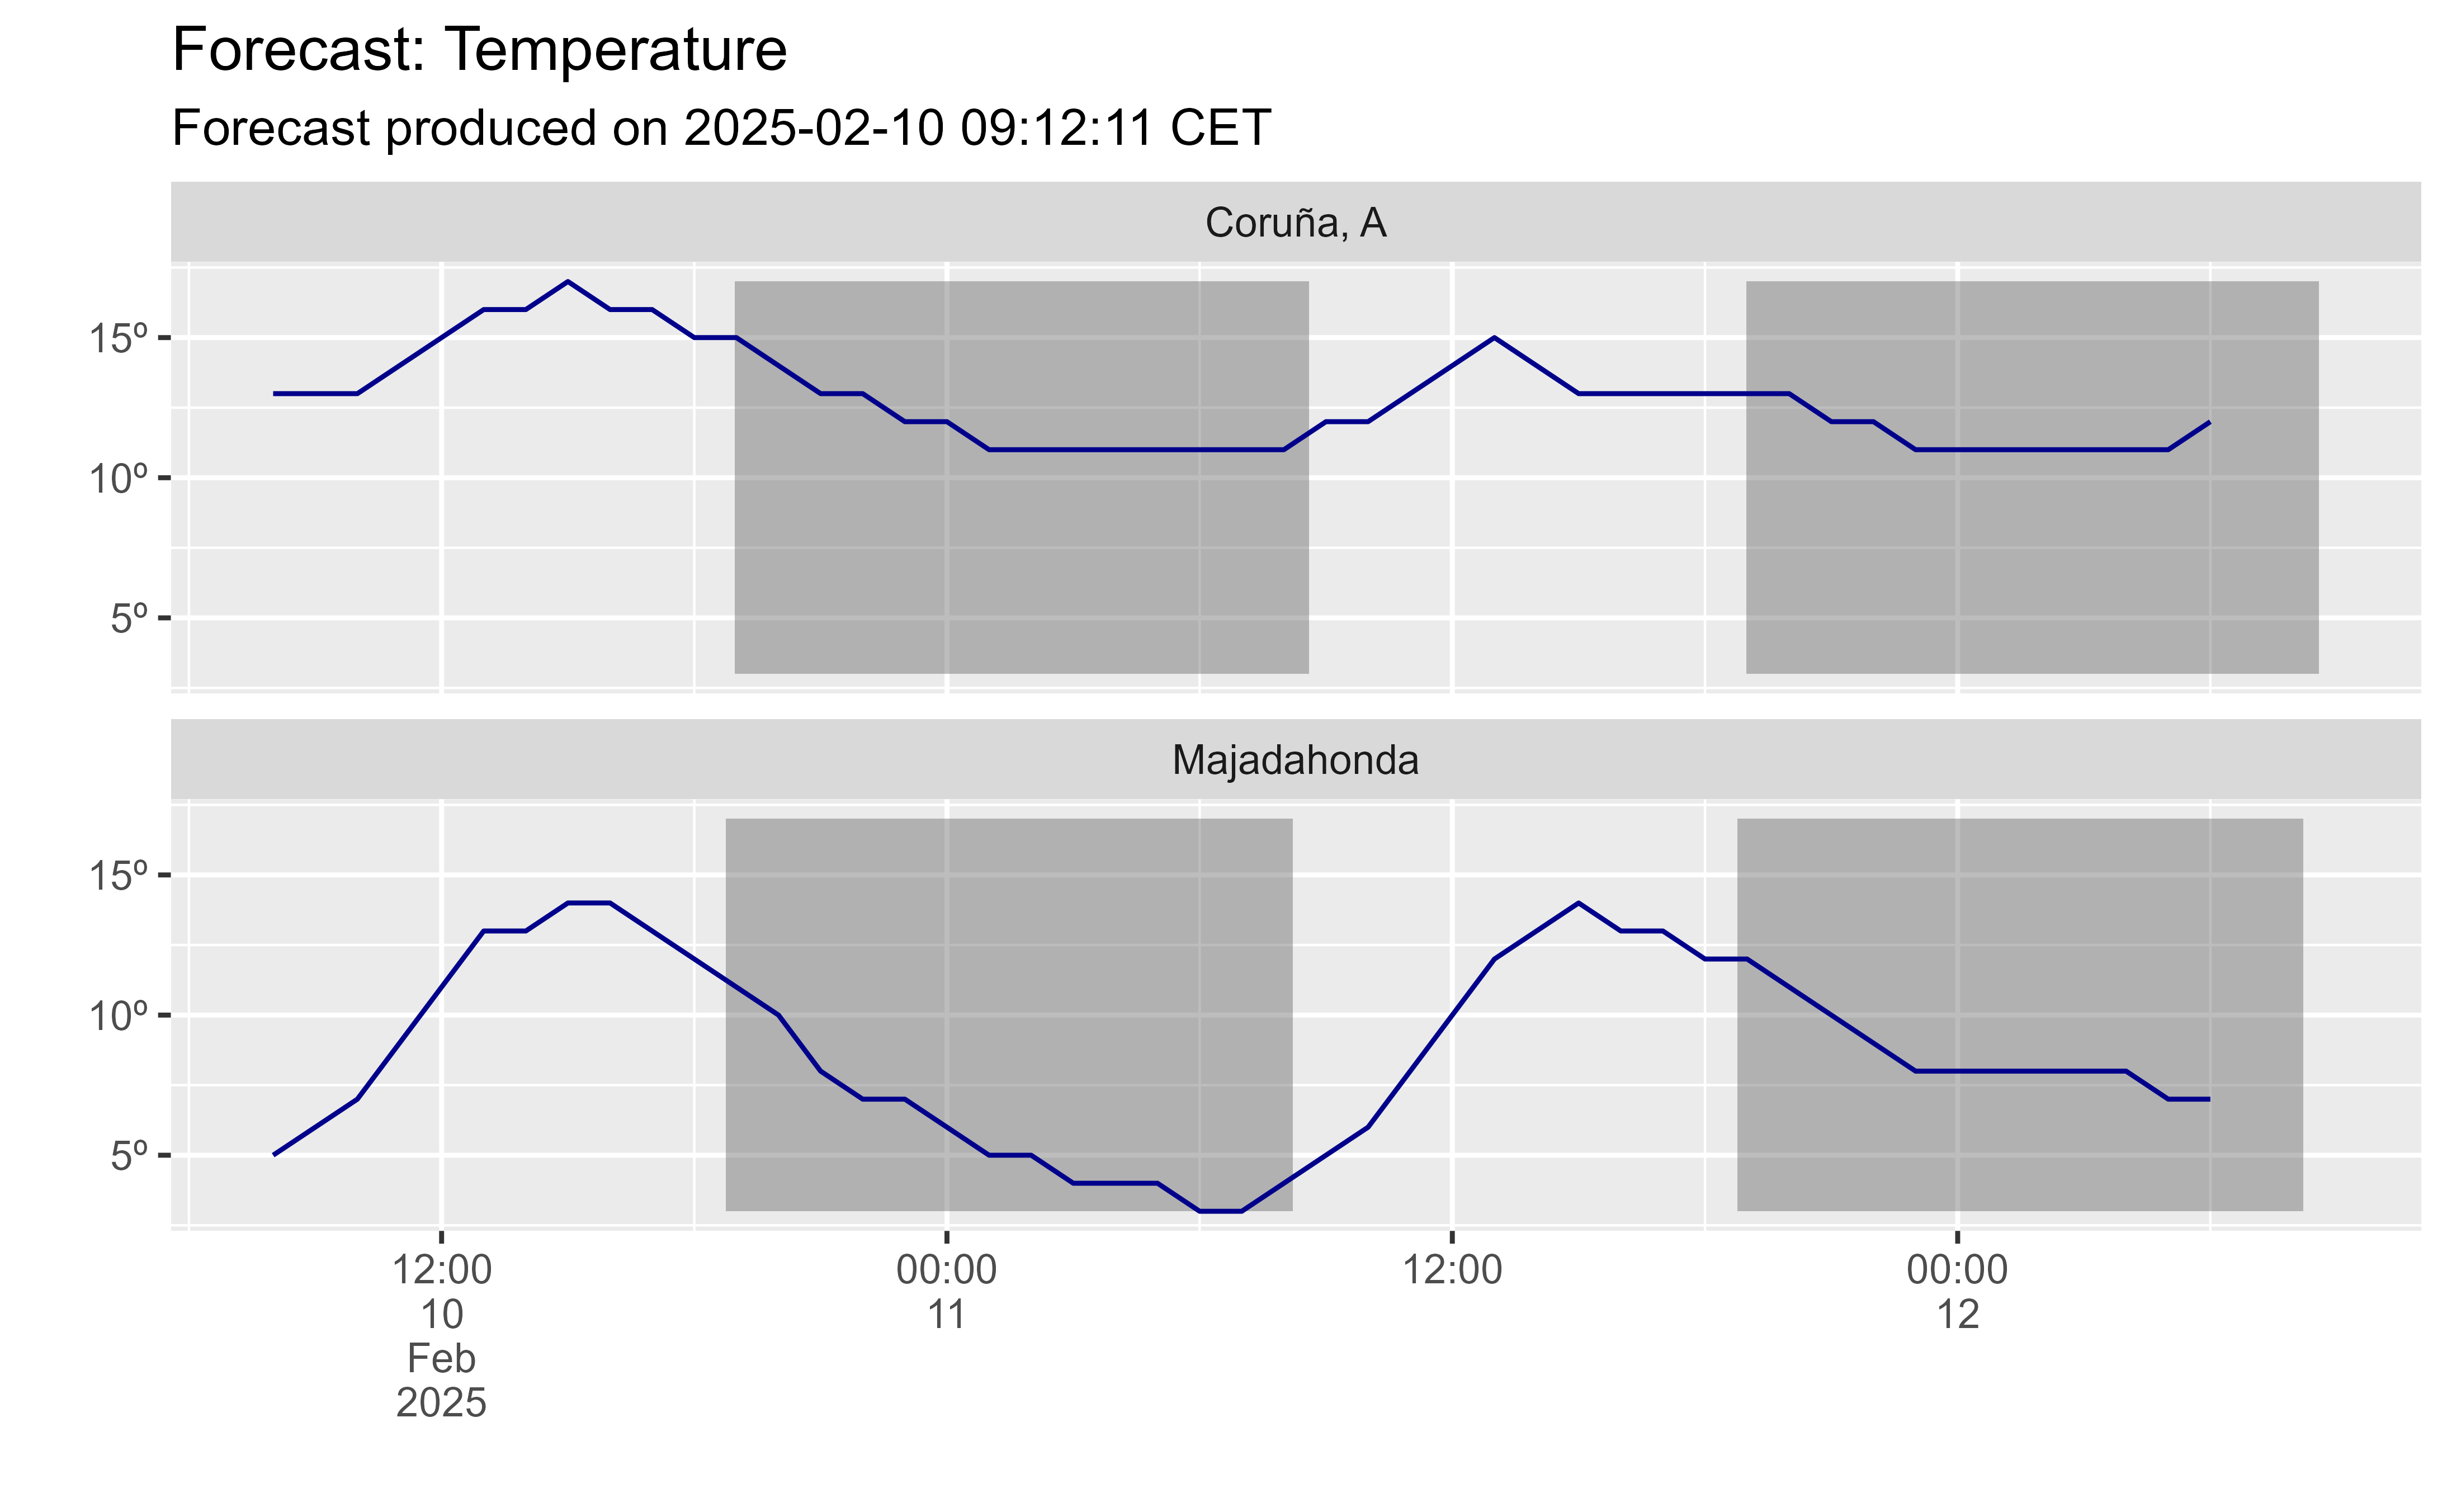 Forecast: Temperature
Forecast produced on 2025-02-10 09:12:11 CET
Coruña, A
15º
10º
5º
Majadahonda
15º
10º
5º
12:00 00:00 12:00 00:00
10 11 12
Feb
2025